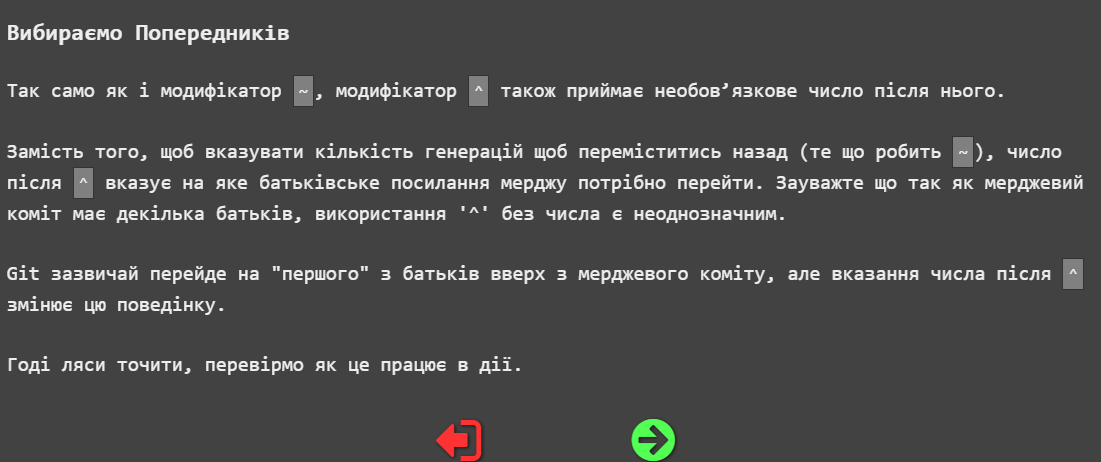 Вибираємо Попередників
Так само як і модифікатор ~, модифікатор ^ також приймає необов’язкове число після нього.
Замість того, щоб вказувати кількість генерацій щоб переміститись назад (те що робить ~), число
після ^ вказує на яке батьківське посилання мерджу потрібно перейти. Зауважте що так як мерджевий
коміт має декілька батьків, використання '^' без числа є неоднозначним.
Git зазвичай перейде на "першого" з батьків вверх з мерджевого коміту, але вказання числа після ^
змінює цю поведінку.
Годі ляси точити, перевірмо як це працює в дії.